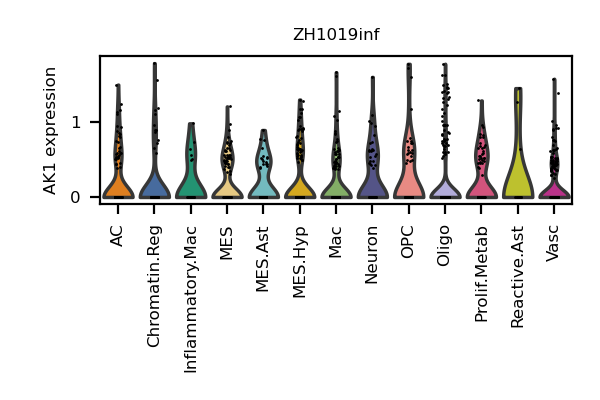 ZH1019inf
AK1 expression
1
0
AC
Chromatin.Reg
Inflammatory.Mac
MES
MES.Ast
MES.Hyp
Mac
Neuron
OPC
Oligo
Prolif.Metab
Reactive.Ast
Vasc